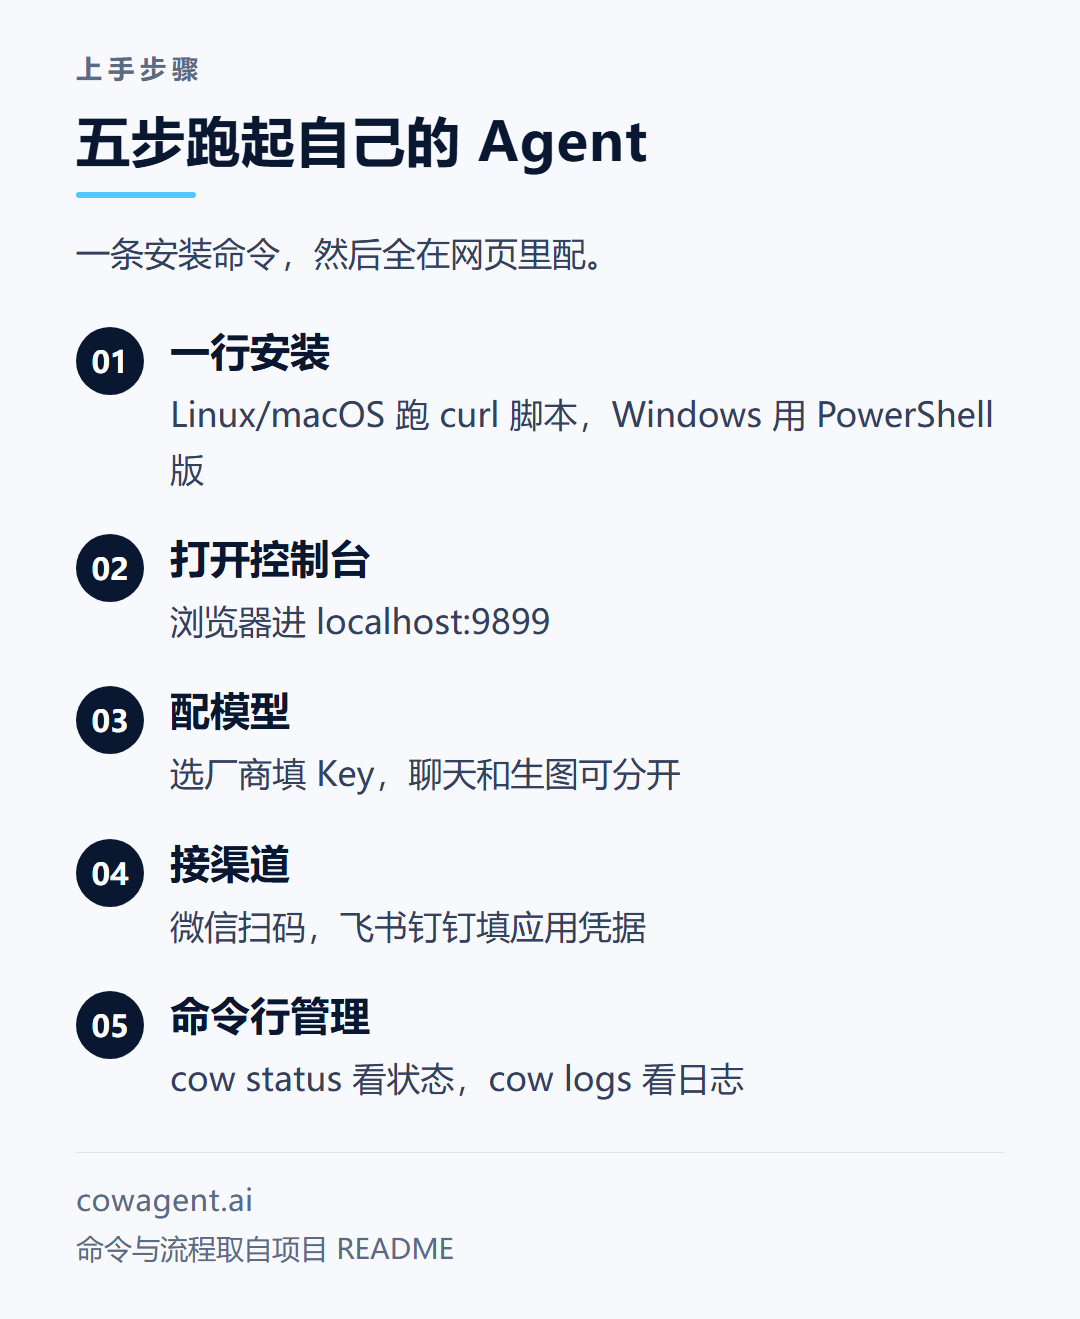 上手步骤
五步跑起自己的 Agent
一条安装命令，然后全在网页里配。
01
一行安装
Linux/macOS 跑 curl 脚本，Windows 用 PowerShell
版
02
打开控制台
浏览器进 localhost:9899
03
配模型
选厂商填 Key，聊天和生图可分开
04
接渠道
微信扫码，飞书钉钉填应用凭据
05
命令行管理
cow status 看状态，cow logs 看日志
cowagent.ai
命令与流程取自项目 README